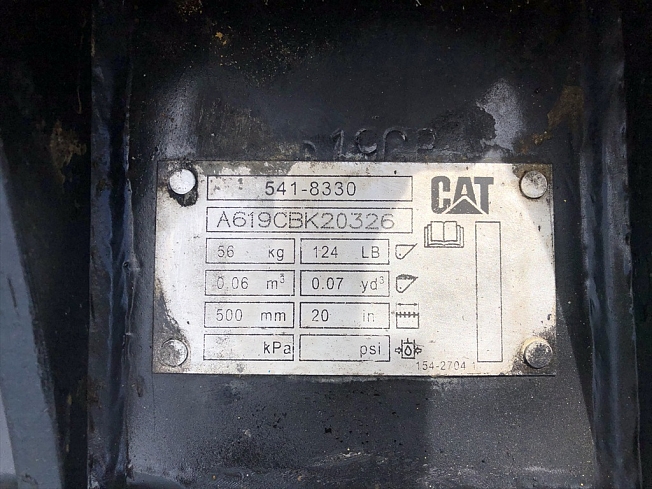 541-8330
CAT
A619CBK20326
56 kg 124 LB
0.06 m³ 0.07 yd³
500 mm 20 in
kPa psi
154-2704 1